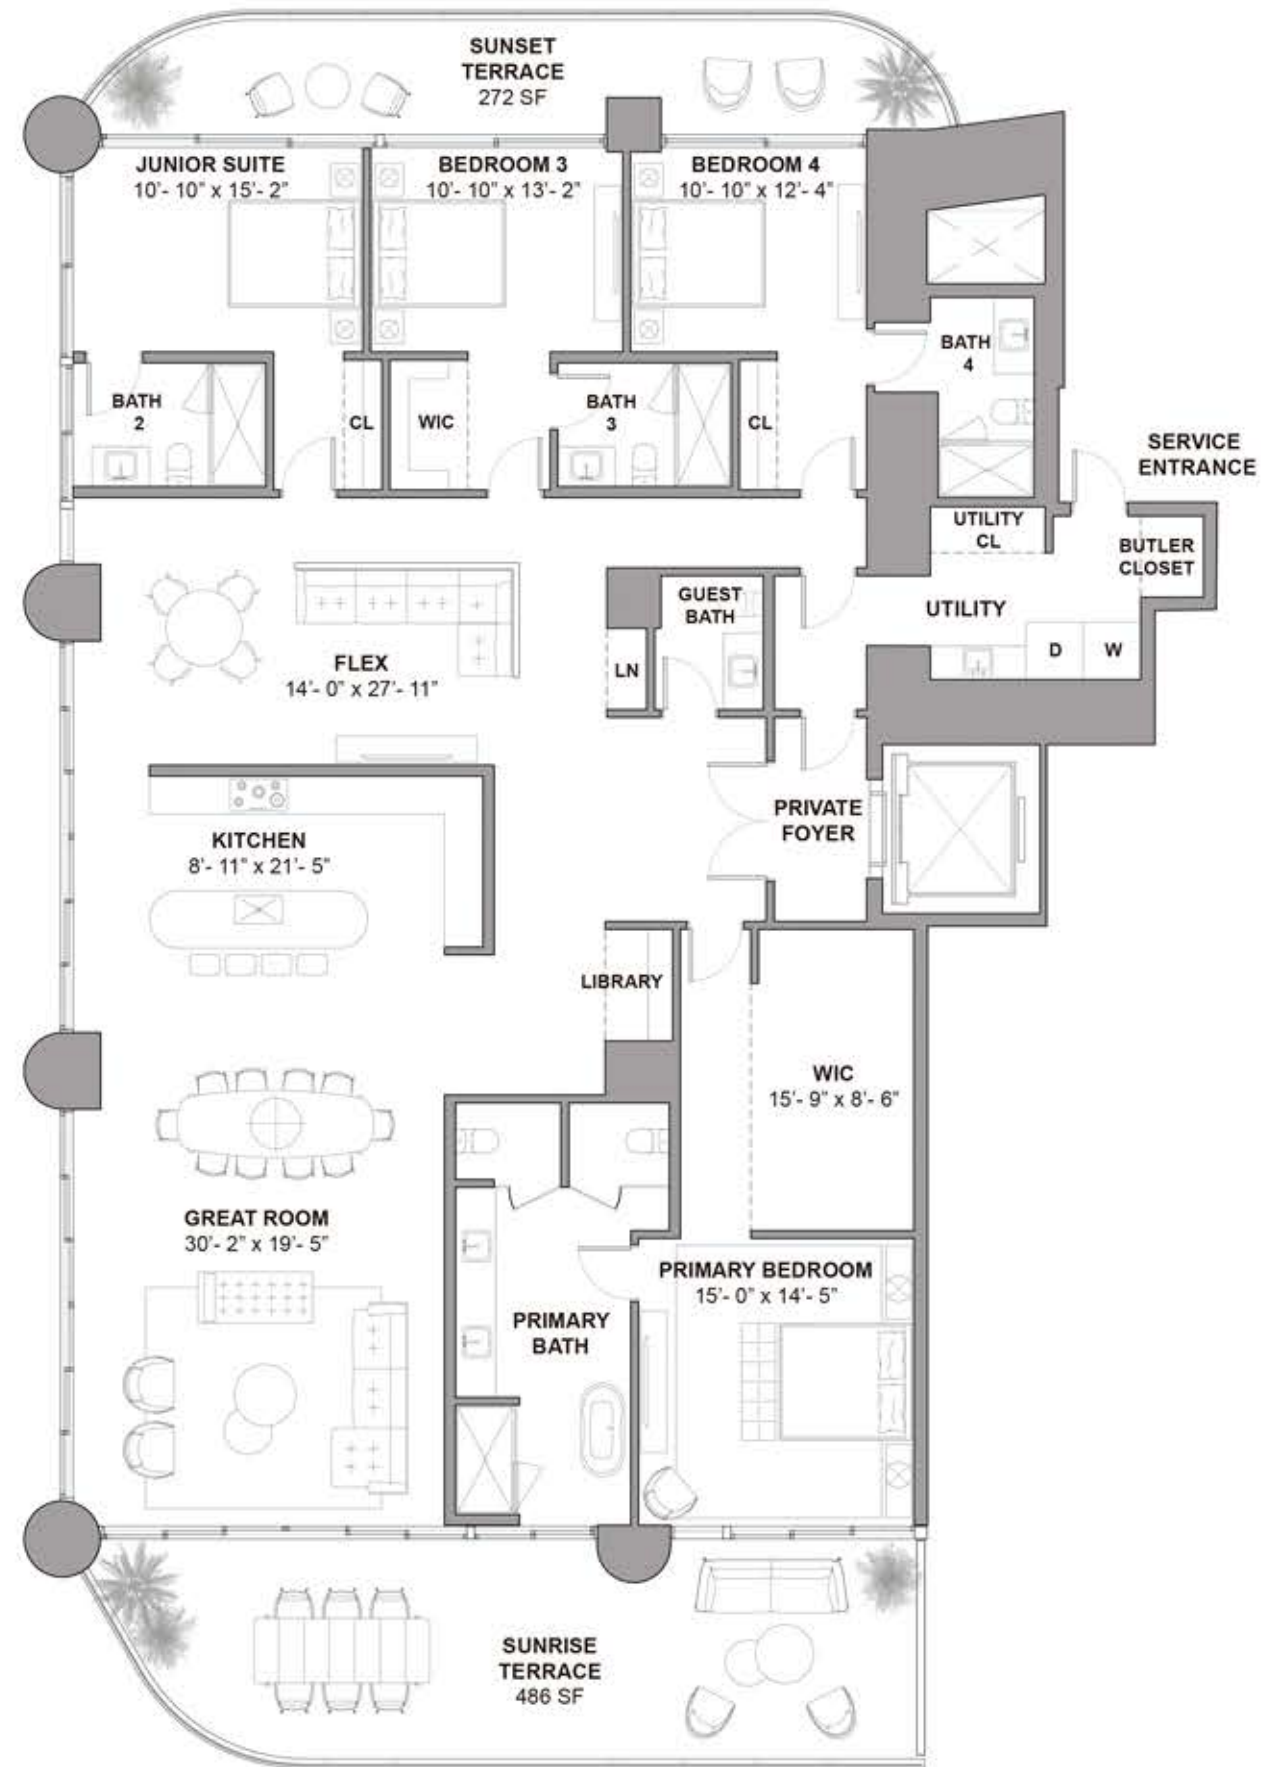 SUNSET
TERRACE
272 SF
JUNIOR SUITE
10'- 10" x 15'- 2"
BEDROOM 3
10'- 10" x 13'- 2"
BEDROOM 4
10'- 10" x 12'- 4"
BATH
4
BATH
2
CL
WIC
BATH
3
CL
SERVICE
ENTRANCE
UTILITY
CL
BUTLER
CLOSET
GUEST
BATH
UTILITY
FLEX
14'- 0" x 27'- 11"
LN
D
W
KITCHEN
8'- 11" x 21'- 5"
PRIVATE
FOYER
LIBRARY
WIC
15'- 9" x 8'- 6"
GREAT ROOM
30'- 2" x 19'- 5"
PRIMARY BEDROOM
15'- 0" x 14'- 5"
PRIMARY
BATH
SUNRISE
TERRACE
486 SF